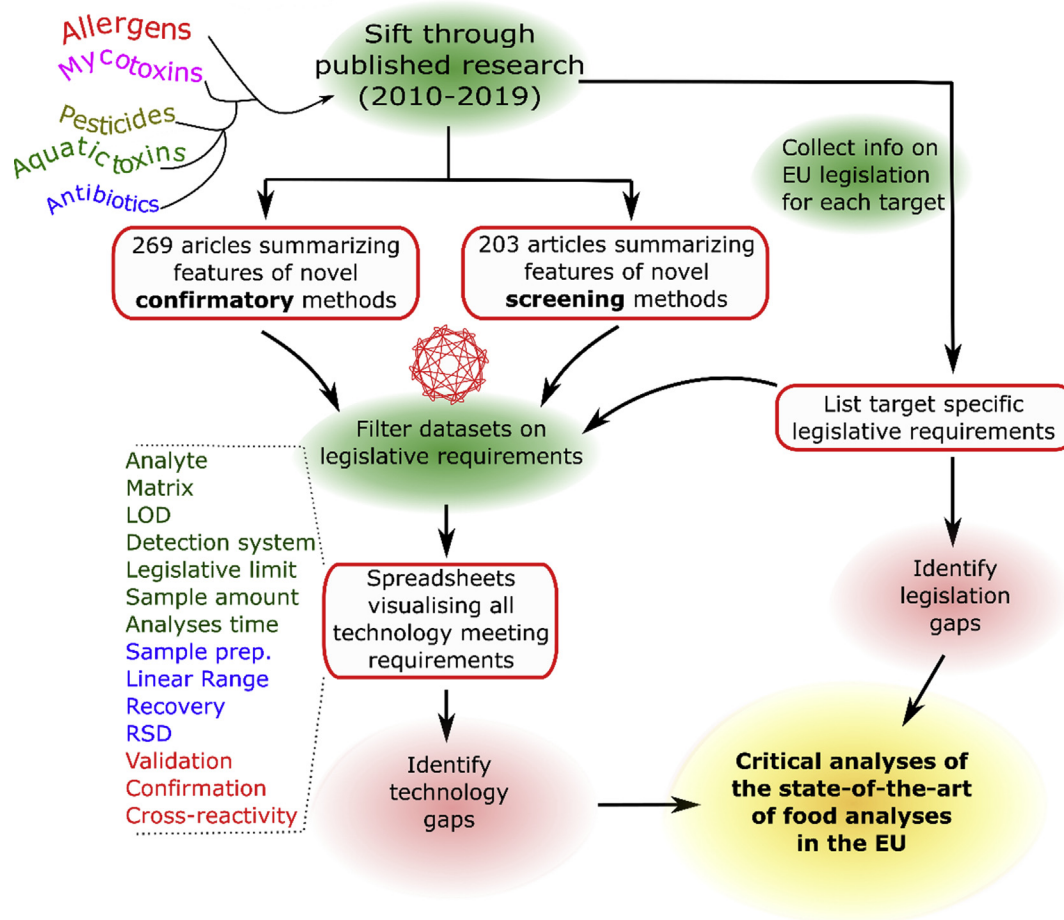 Allergens
Mycotoxins
Pesticides
Aquatic toxins
Antibiotics
Sift through
published research
(2010-2019)
Collect info on
EU legislation
for each target
269 aricles summarizing
features of novel
confirmatory methods
203 articles summarizing
features of novel
screening methods
Filter datasets on
legislative requirements
List target specific
legislative requirements
Analyte
Matrix
LOD
Detection system
Legislative limit
Sample amount
Analyses time
Sample prep.
Linear Range
Recovery
RSD
Validation
Confirmation
Cross-reactivity
Spreadsheets
visualising all
technology meeting
requirements
Identify
legislation
gaps
Identify
technology
gaps
Critical analyses of
the state-of-the-art
of food analyses
in the EU